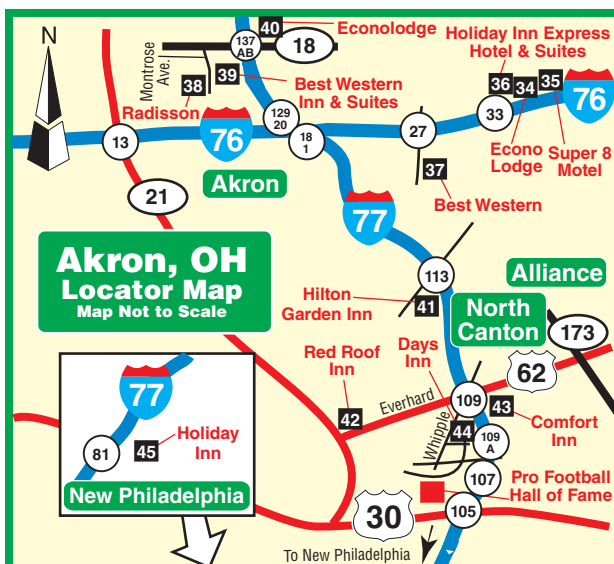 N
137
AB
40
Econolodge
18
Holiday Inn Express
Hotel & Suites
Montrose
Ave.
38
39
Best Western
Inn & Suites
Radisson
36
34
35
76
33
129
20
18
1
27
13
76
Econo
Lodge
Super 8
Motel
21
Akron
37
Best Western
77
Akron, OH
Locator Map
Map Not to Scale
113
Alliance
Hilton
Garden Inn
41
North
Canton
173
Red Roof
Inn
Days
Inn
62
77
42
Everhard
109
43
Comfort
Inn
Whipple
44
109
A
81
45
Holiday
Inn
107
Pro Football
Hall of Fame
New Philadelphia
30
105
To New Philadelphia